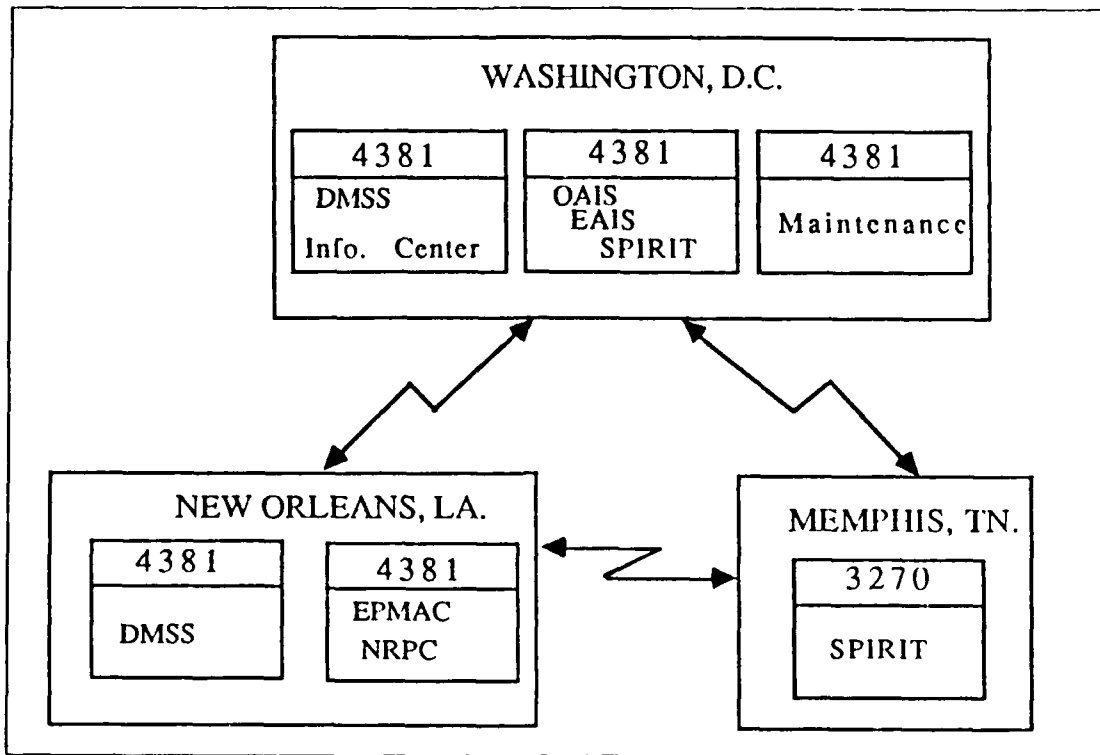 WASHINGTON, D.C.
4381
DMSS
Info. Center
4381
OAIS
EAIS
SPIRIT
4381
Maintenance
NEW ORLEANS, LA.
4381
DMSS
4381
EPMAC
NRPC
MEMPHIS, TN.
3270
SPIRIT